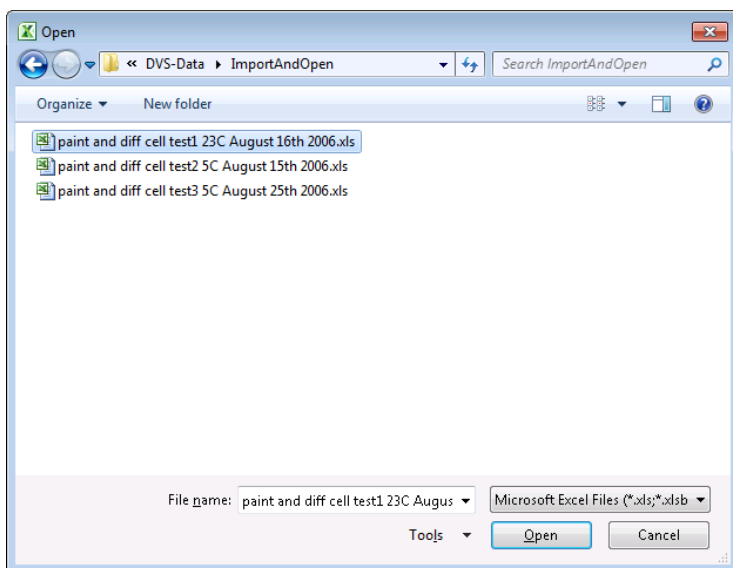 Open
« DVS-Data ▸ ImportAndOpen
Search ImportAndOpen
Organize ▾ New folder
paint and diff cell test1 23C August 16th 2006.xls
paint and diff cell test2 5C August 15th 2006.xls
paint and diff cell test3 5C August 25th 2006.xls
File name: paint and diff cell test1 23C Augus
Microsoft Excel Files (*.xls;*.xlsb
Tools ▾ Open Cancel